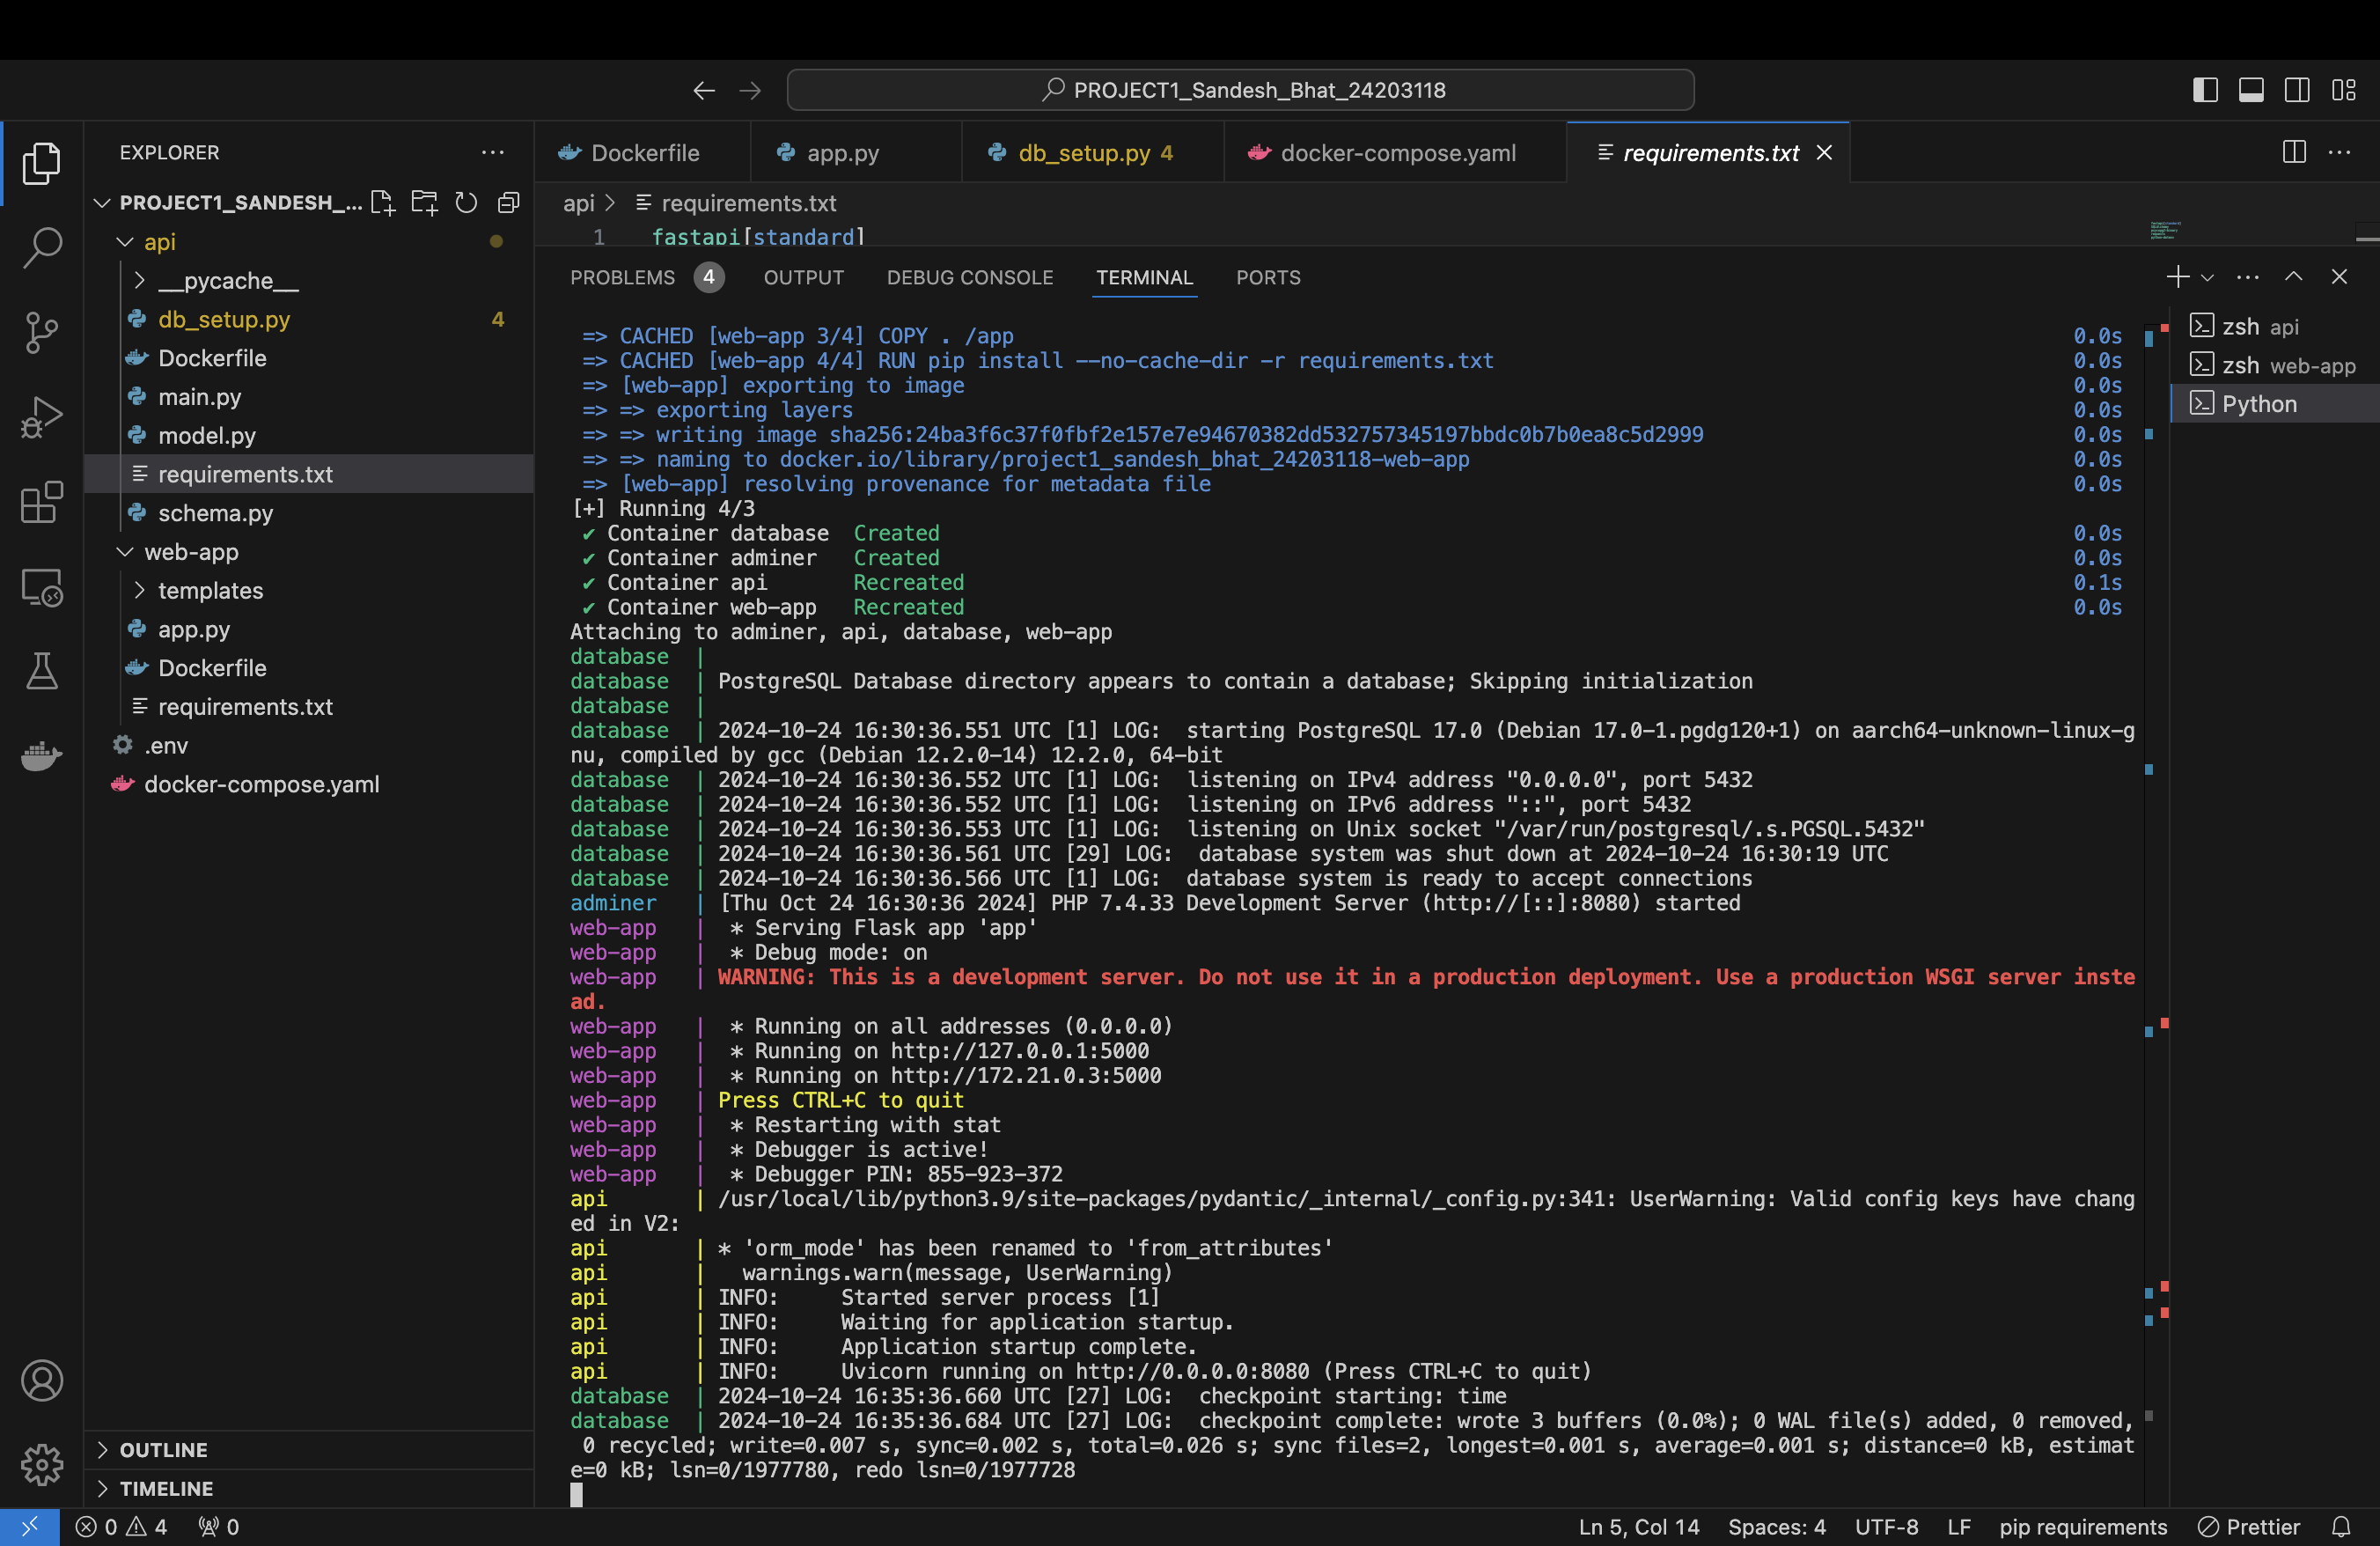 PROJECT1_Sandesh_Bhat_24203118
EXPLORER
PROJECT1_SANDESH_...
api
__pycache__
db_setup.py 4
Dockerfile
main.py
model.py
requirements.txt
schema.py
web-app
templates
app.py
Dockerfile
requirements.txt
.env
docker-compose.yaml
OUTLINE
TIMELINE
Dockerfile
app.py
db_setup.py 4
docker-compose.yaml
requirements.txt
api > requirements.txt
1 fastapi[standard]
PROBLEMS 4 OUTPUT DEBUG CONSOLE TERMINAL PORTS
=> CACHED [web-app 3/4] COPY . /app 0.0s
=> CACHED [web-app 4/4] RUN pip install --no-cache-dir -r requirements.txt 0.0s
=> [web-app] exporting to image 0.0s
=> => exporting layers 0.0s
=> => writing image sha256:24ba3f6c37f0fbf2e157e7e94670382dd532757345197bbdc0b7b0ea8c5d2999 0.0s
=> => naming to docker.io/library/project1_sandesh_bhat_24203118-web-app 0.0s
=> [web-app] resolving provenance for metadata file 0.0s
[+] Running 4/3
✔ Container database Created 0.0s
✔ Container adminer Created 0.0s
✔ Container api Recreated 0.1s
✔ Container web-app Recreated 0.0s
Attaching to adminer, api, database, web-app
database |
database | PostgreSQL Database directory appears to contain a database; Skipping initialization
database |
database | 2024-10-24 16:30:36.551 UTC [1] LOG: starting PostgreSQL 17.0 (Debian 17.0-1.pgdg120+1) on aarch64-unknown-linux-g
nu, compiled by gcc (Debian 12.2.0-14) 12.2.0, 64-bit
database | 2024-10-24 16:30:36.552 UTC [1] LOG: listening on IPv4 address "0.0.0.0", port 5432
database | 2024-10-24 16:30:36.552 UTC [1] LOG: listening on IPv6 address "::", port 5432
database | 2024-10-24 16:30:36.553 UTC [1] LOG: listening on Unix socket "/var/run/postgresql/.s.PGSQL.5432"
database | 2024-10-24 16:30:36.561 UTC [29] LOG: database system was shut down at 2024-10-24 16:30:19 UTC
database | 2024-10-24 16:30:36.566 UTC [1] LOG: database system is ready to accept connections
adminer | [Thu Oct 24 16:30:36 2024] PHP 7.4.33 Development Server (http://[::]:8080) started
web-app | * Serving Flask app 'app'
web-app | * Debug mode: on
web-app | WARNING: This is a development server. Do not use it in a production deployment. Use a production WSGI server inste
ad.
web-app | * Running on all addresses (0.0.0.0)
web-app | * Running on http://127.0.0.1:5000
web-app | * Running on http://172.21.0.3:5000
web-app | Press CTRL+C to quit
web-app | * Restarting with stat
web-app | * Debugger is active!
web-app | * Debugger PIN: 855-923-372
api | /usr/local/lib/python3.9/site-packages/pydantic/_internal/_config.py:341: UserWarning: Valid config keys have chang
ed in V2:
api | * 'orm_mode' has been renamed to 'from_attributes'
api | warnings.warn(message, UserWarning)
api | INFO: Started server process [1]
api | INFO: Waiting for application startup.
api | INFO: Application startup complete.
api | INFO: Uvicorn running on http://0.0.0.0:8080 (Press CTRL+C to quit)
database | 2024-10-24 16:35:36.660 UTC [27] LOG: checkpoint starting: time
database | 2024-10-24 16:35:36.684 UTC [27] LOG: checkpoint complete: wrote 3 buffers (0.0%); 0 WAL file(s) added, 0 removed,
0 recycled; write=0.007 s, sync=0.002 s, total=0.026 s; sync files=2, longest=0.001 s, average=0.001 s; distance=0 kB, estimat
e=0 kB; lsn=0/1977780, redo lsn=0/1977728
zsh api
zsh web-app
Python
0 4 0
Ln 5, Col 14 Spaces: 4 UTF-8 LF pip requirements Prettier